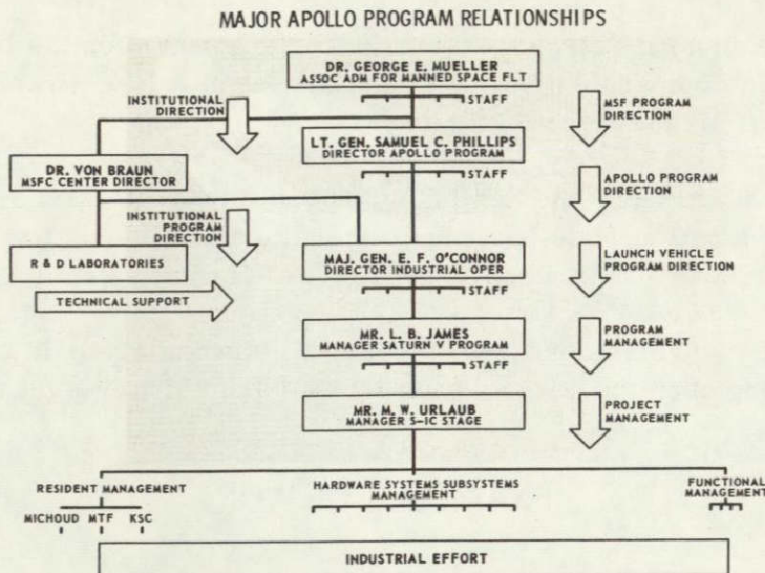 MAJOR APOLLO PROGRAM RELATIONSHIPS
DR. GEORGE E. MUELLER
ASSOC ADM FOR MANNED SPACE FLT
STAFF
INSTITUTIONAL
DIRECTION
MSF PROGRAM
DIRECTION
LT. GEN. SAMUEL C. PHILLIPS
DIRECTOR APOLLO PROGRAM
STAFF
DR. VON BRAUN
MSFC CENTER DIRECTOR
APOLLO PROGRAM
DIRECTION
INSTITUTIONAL
PROGRAM
DIRECTION
R & D LABORATORIES
MAJ. GEN. E. F. O'CONNOR
DIRECTOR INDUSTRIAL OPER
STAFF
LAUNCH VEHICLE
PROGRAM DIRECTION
TECHNICAL SUPPORT
MR. L. B. JAMES
MANAGER SATURN V PROGRAM
STAFF
PROGRAM
MANAGEMENT
MR. M. W. URLAUB
MANAGER S-IC STAGE
PROJECT
MANAGEMENT
RESIDENT MANAGEMENT
MICHOUD MTF KSC
HARDWARE SYSTEMS SUBSYSTEMS
MANAGEMENT
FUNCTIONAL
MANAGEMENT
INDUSTRIAL EFFORT